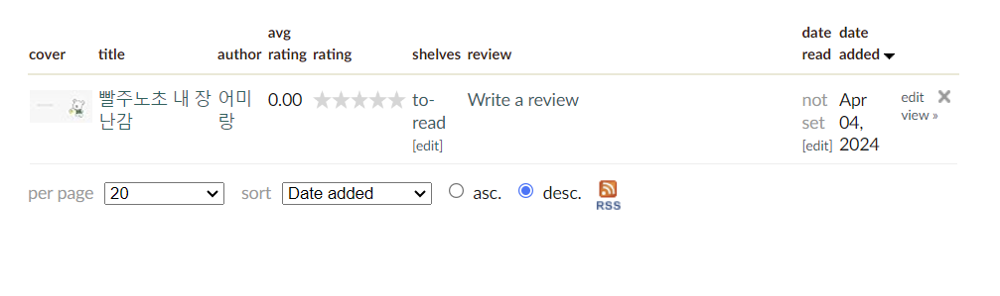 cover title author avg rating rating shelves review date read date added
빨주노초 내 장난감 어미랑 0.00 to-read [edit] Write a review not set [edit] Apr 04, 2024 edit view »
per page 20 sort Date added asc. desc. RSS